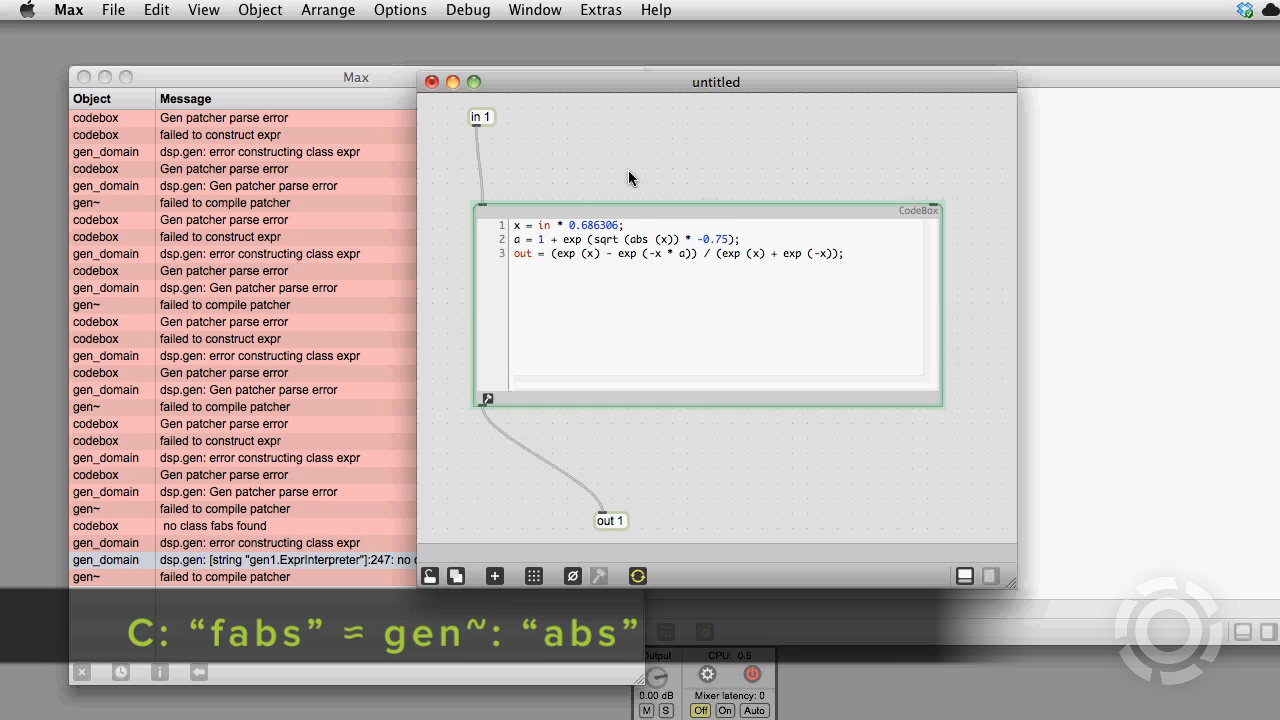 Max File Edit View Object Arrange Options Debug Window Extras Help
Max
Object Message
codebox Gen patcher parse error
codebox failed to construct expr
gen_domain dsp.gen: error constructing class expr
codebox Gen patcher parse error
gen_domain dsp.gen: Gen patcher parse error
gen~ failed to compile patcher
codebox Gen patcher parse error
codebox failed to construct expr
gen_domain dsp.gen: error constructing class expr
codebox Gen patcher parse error
gen_domain dsp.gen: Gen patcher parse error
gen~ failed to compile patcher
codebox Gen patcher parse error
codebox failed to construct expr
gen_domain dsp.gen: error constructing class expr
codebox Gen patcher parse error
gen_domain dsp.gen: Gen patcher parse error
gen~ failed to compile patcher
codebox Gen patcher parse error
codebox failed to construct expr
gen_domain dsp.gen: error constructing class expr
codebox Gen patcher parse error
gen_domain dsp.gen: Gen patcher parse error
gen~ failed to compile patcher
codebox no class fabs found
gen_domain dsp.gen: error constructing class expr
gen_domain dsp.gen: [string "gen1.ExprInterpreter"]:247: no
gen~ failed to compile patcher
untitled
in 1
CodeBox
1 x = in * 0.686306;
2 a = 1 + exp (sqrt (abs (x)) * -0.75);
3 out = (exp (x) - exp (-x * a)) / (exp (x) + exp (-x));
out 1
C: “fabs” ≈ gen~: “abs”
Output CPU: 0.5
0.00 dB Mixer latency: 0
M S Off On Auto